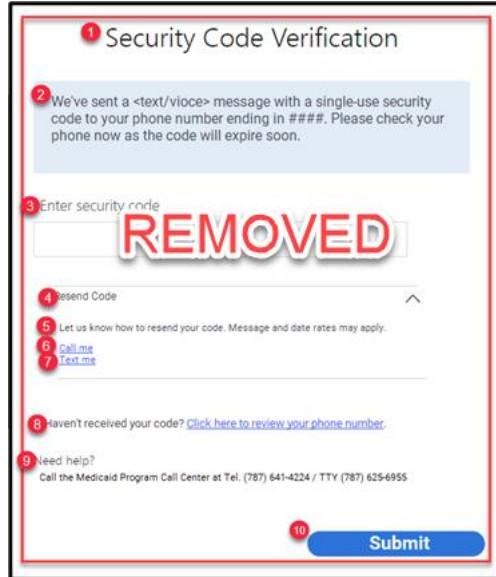 1 Security Code Verification
2 We've sent a <text/vioce> message with a single-use security
code to your phone number ending in ####. Please check your
phone now as the code will expire soon.
3 Enter security code
REMOVED
4 Resend Code
5 Let us know how to resend your code. Message and date rates may apply.
6 Call me
7 Text me
8 Haven't received your code? Click here to review your phone number.
9 Need help?
Call the Medicaid Program Call Center at Tel. (787) 641-4224 / TTY (787) 625-6955
10 Submit